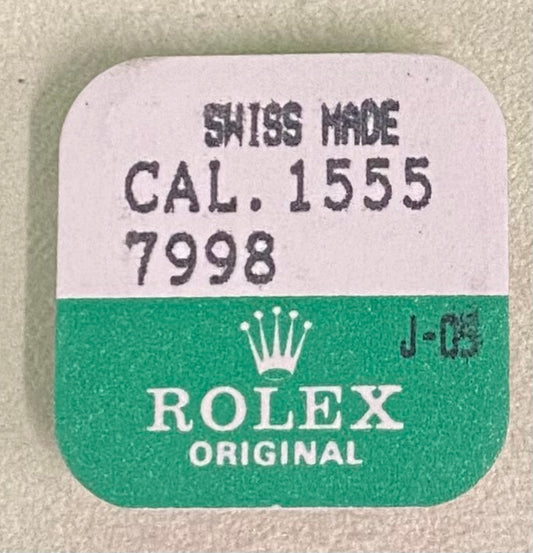 SWISS MADE
CAL. 1555
7998
J-05
ROLEX
ORIGINAL